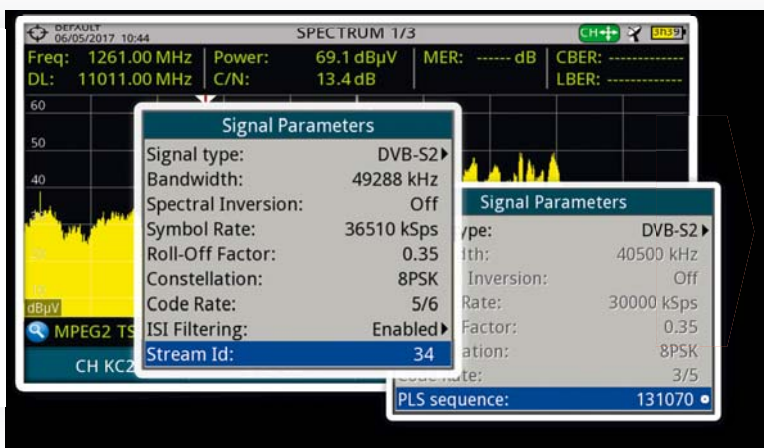 DEFAULT
06/05/2017 10:44
SPECTRUM 1/3
CH
3h39
Freq: 1261.00 MHz
Power: 69.1 dBµV
MER: ------ dB
CBER: -------------
DL: 11011.00 MHz
C/N: 13.4 dB
LBER: -------------
60
50
40
dBµV
MPEG2 TS
CH KC2
Signal Parameters
Signal type: DVB-S2
Bandwidth: 49288 kHz
Spectral Inversion: Off
Symbol Rate: 36510 kSps
Roll-Off Factor: 0.35
Constellation: 8PSK
Code Rate: 5/6
ISI Filtering: Enabled
Stream Id: 34
Signal Parameters
ype: DVB-S2
dth: 40500 kHz
Inversion: Off
Rate: 30000 kSps
Factor: 0.35
ation: 8PSK
Code Rate: 3/5
PLS sequence: 131070